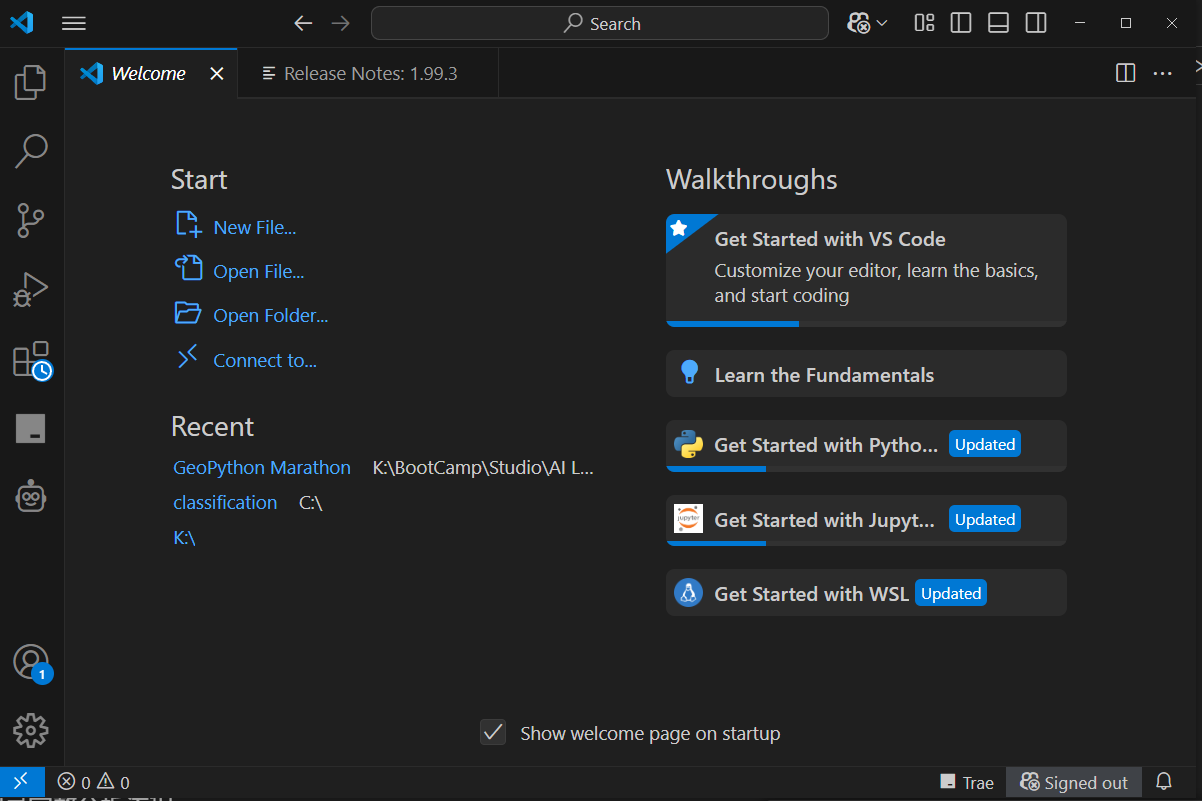 Search
Welcome
Release Notes: 1.99.3
Start
New File...
Open File...
Open Folder...
Connect to...
Recent
GeoPython Marathon K:\BootCamp\Studio\AI L...
classification C:\
K:\
Walkthroughs
Get Started with VS Code
Customize your editor, learn the basics,
and start coding
Learn the Fundamentals
Get Started with Pytho... Updated
jupyter
Get Started with Jupyt... Updated
Get Started with WSL Updated
1
Show welcome page on startup
0 0
Trae
Signed out